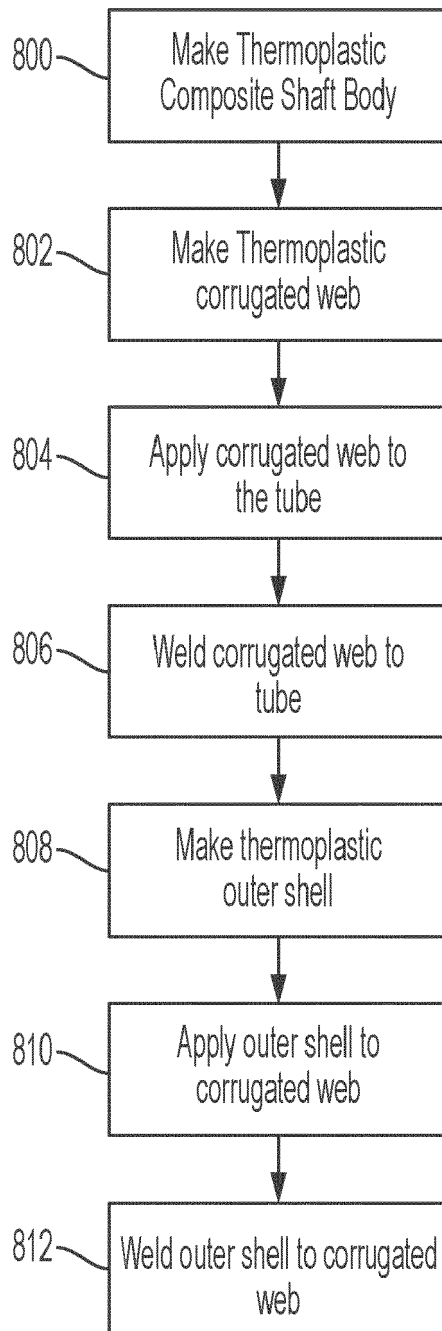 800
Make Thermoplastic
Composite Shaft Body
802
Make Thermoplastic
corrugated web
804
Apply corrugated web to
the tube
806
Weld corrugated web to
tube
808
Make thermoplastic
outer shell
810
Apply outer shell to
corrugated web
812
Weld outer shell to corrugated
web